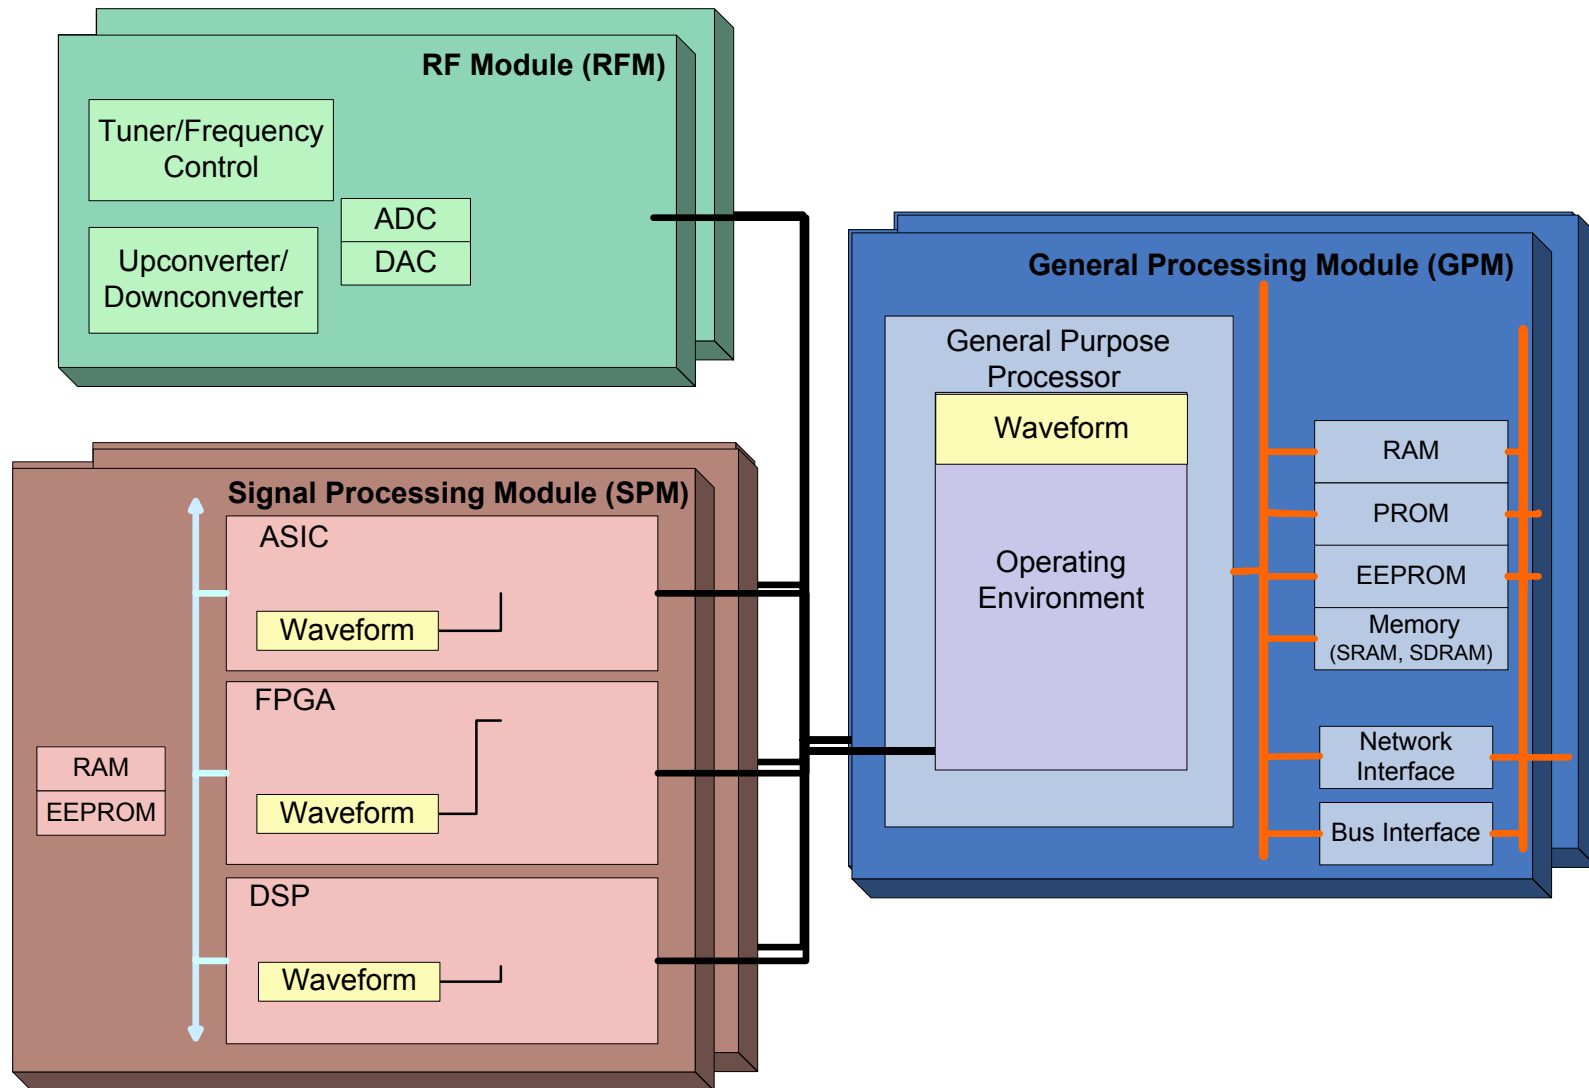 RF Module (RFM)
Tuner/Frequency
Control
ADC
DAC
Upconverter/
Downconverter
General Processing Module (GPM)
General Purpose
Processor
Waveform
Operating
Environment
RAM
PROM
EEPROM
Memory
(SRAM, SDRAM)
Network
Interface
Bus Interface
Signal Processing Module (SPM)
ASIC
Waveform
FPGA
Waveform
RAM
EEPROM
DSP
Waveform